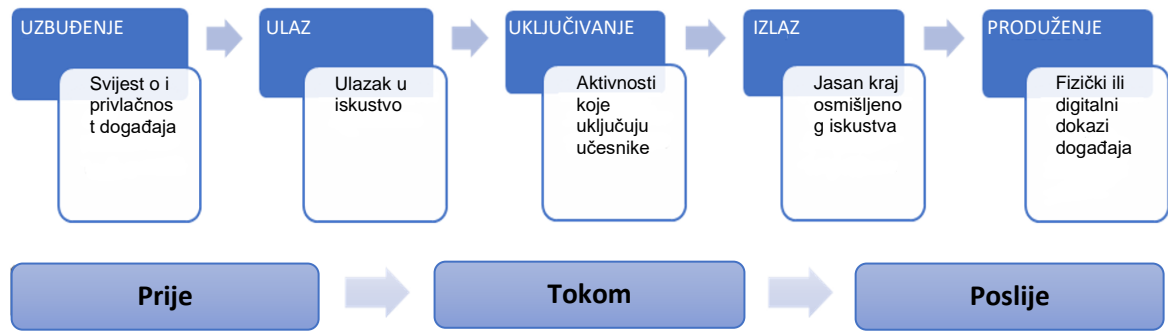 UZBUĐENJE
Svijest o i
privlačnos
t događaja
ULAZ
Ulazak u
iskustvo
UKLJUČIVANJE
Aktivnosti
koje
uključuju
učesnike
IZLAZ
Jasan kraj
osmišljeno
g iskustva
PRODUŽENJE
Fizički ili
digitalni
dokazi
događaja
Prije
Tokom
Poslije